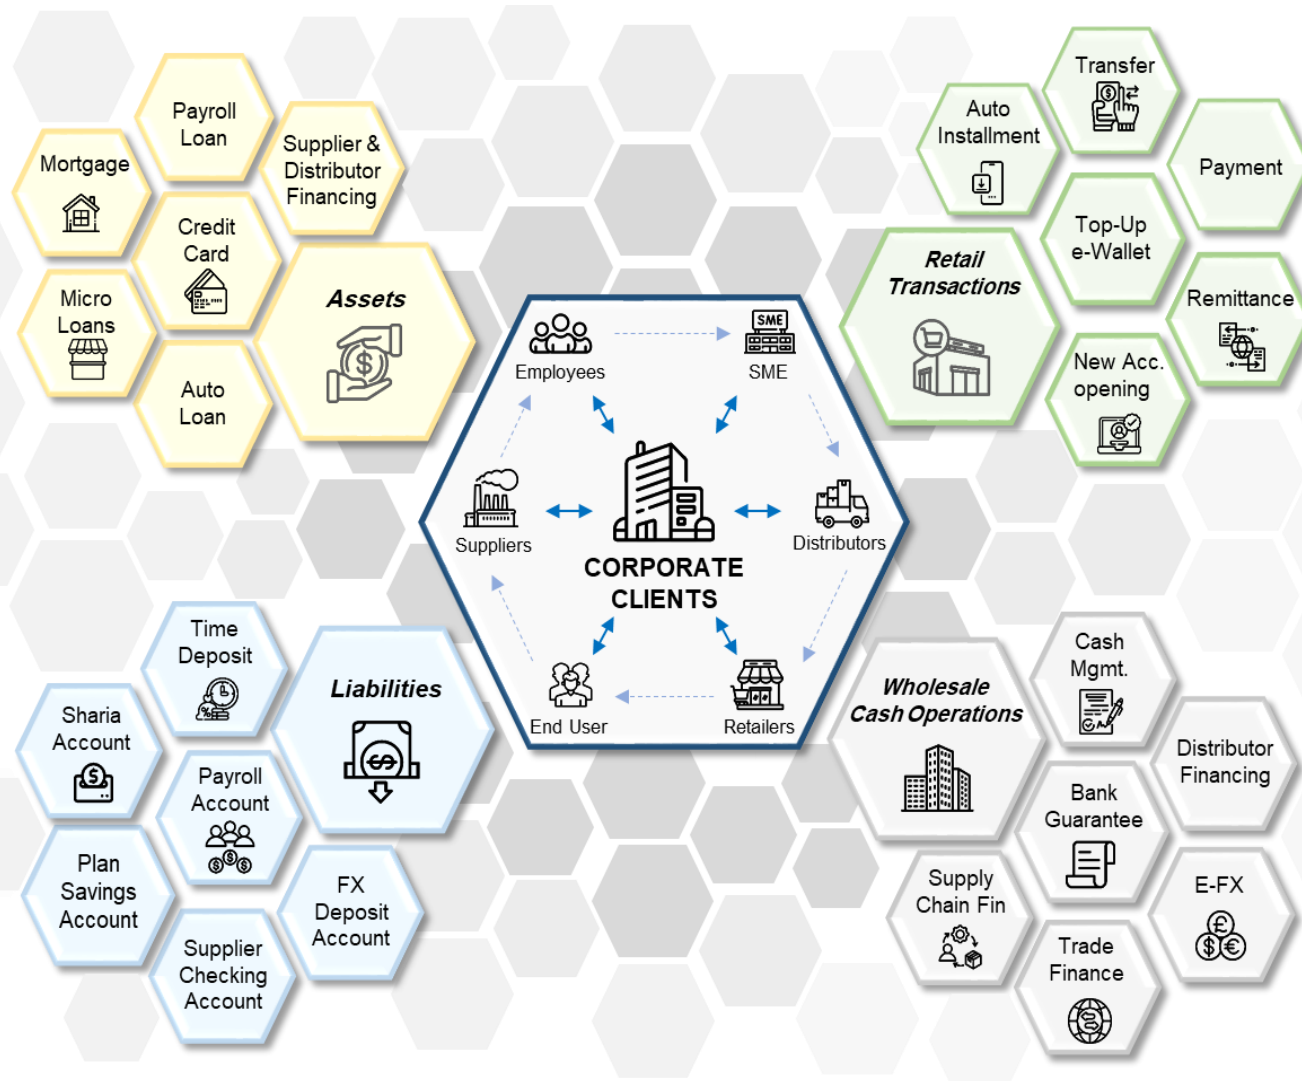 Payroll
Loan
Mortgage
Supplier &
Distributor
Financing
Credit
Card
Micro
Loans
Assets
Auto
Loan
Transfer
Auto
Installment
Payment
Top-Up
e-Wallet
Retail
Transactions
Remittance
New Acc.
opening
SME
Employees
SME
Suppliers
Distributors
CORPORATE
CLIENTS
End User
Retailers
Time
Deposit
%
Liabilities
$
Sharia
Account
$
Payroll
Account
$ $ $
Plan
Savings
Account
FX
Deposit
Account
Supplier
Checking
Account
Cash
Mgmt.
Wholesale
Cash Operations
Distributor
Financing
Bank
Guarantee
Supply
Chain Fin
E-FX
£
$ €
Trade
Finance